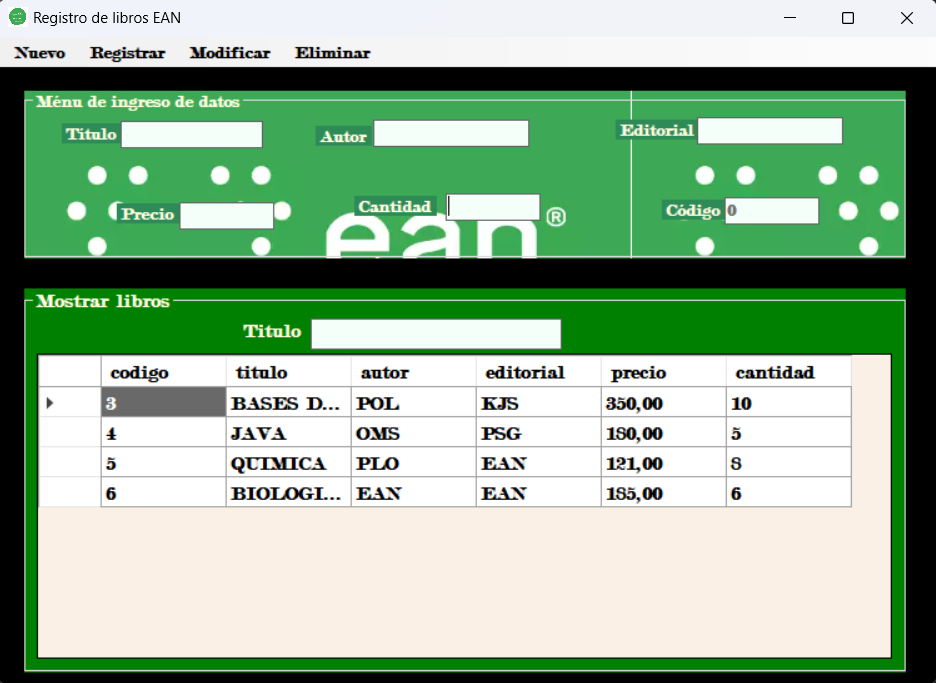 Registro de libros EAN
Nuevo Registrar Modificar Eliminar
Ménu de ingreso de datos
Titulo Autor Editorial
Precio Cantidad Código 0
ean®
Mostrar libros
Titulo
codigo titulo autor editorial precio cantidad
3 BASES D... POL KJS 350,00 10
4 JAVA OMS PSG 180,00 5
5 QUIMICA PLO EAN 121,00 8
6 BIOLOGI... EAN EAN 185,00 6